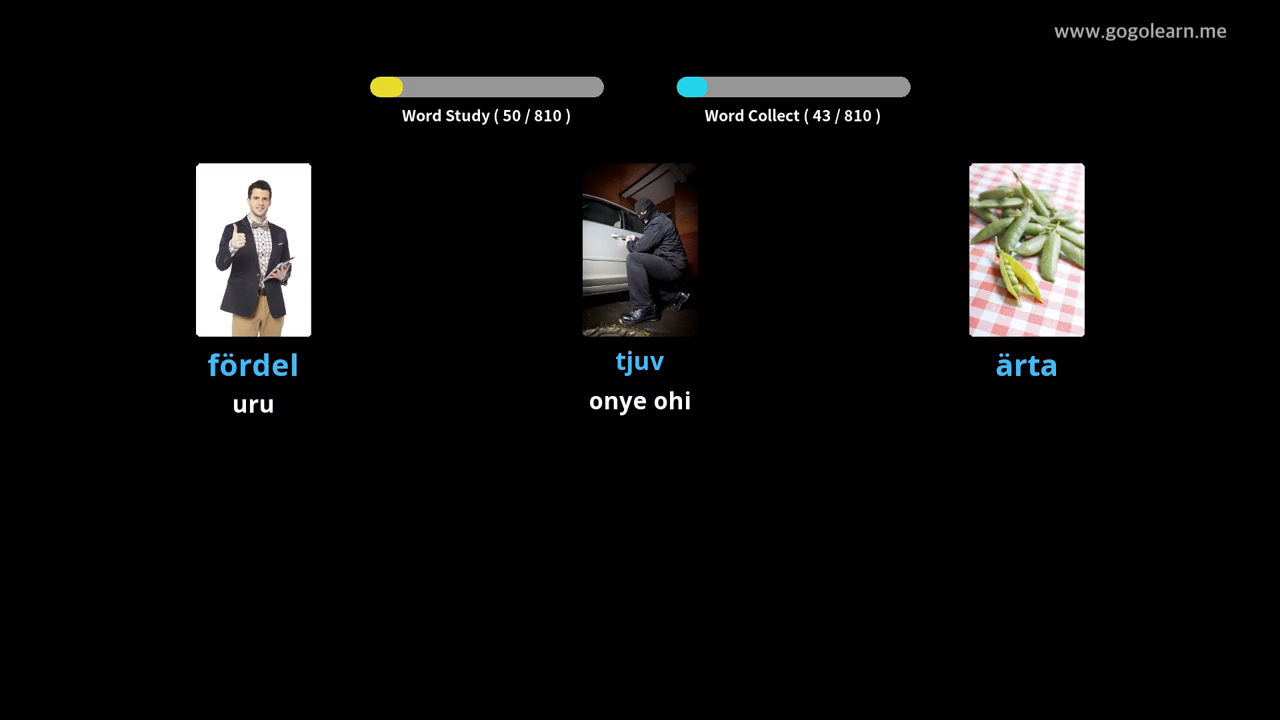 www.gogolearn.me
Word Study ( 50 / 810 )
Word Collect ( 43 / 810 )
fördel
uru
tjuv
onye ohi
ärta